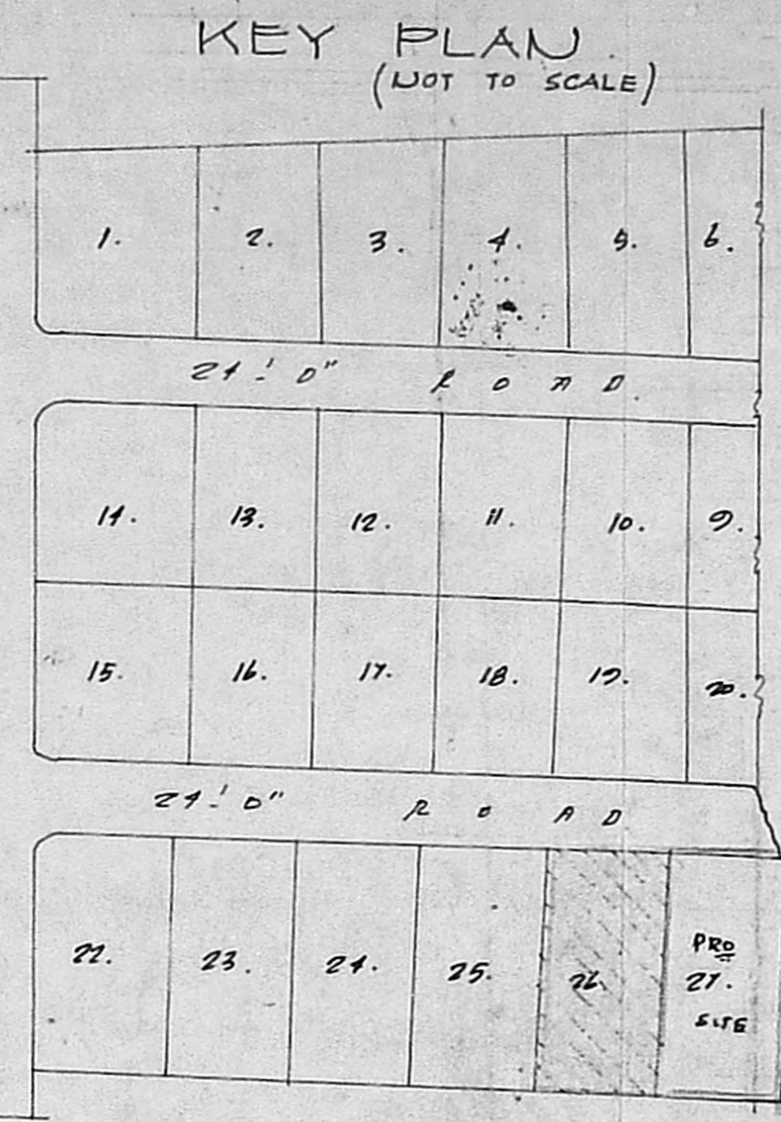 KEY PLAN
(NOT TO SCALE)
1. 2. 3. 4. 5. 6.
24'-0" ROAD.
14. 13. 12. 11. 10. 9.
15. 16. 17. 18. 19. 20.
24'-0" ROAD
22. 23. 24. 25. 26. PRO
27.
SITE